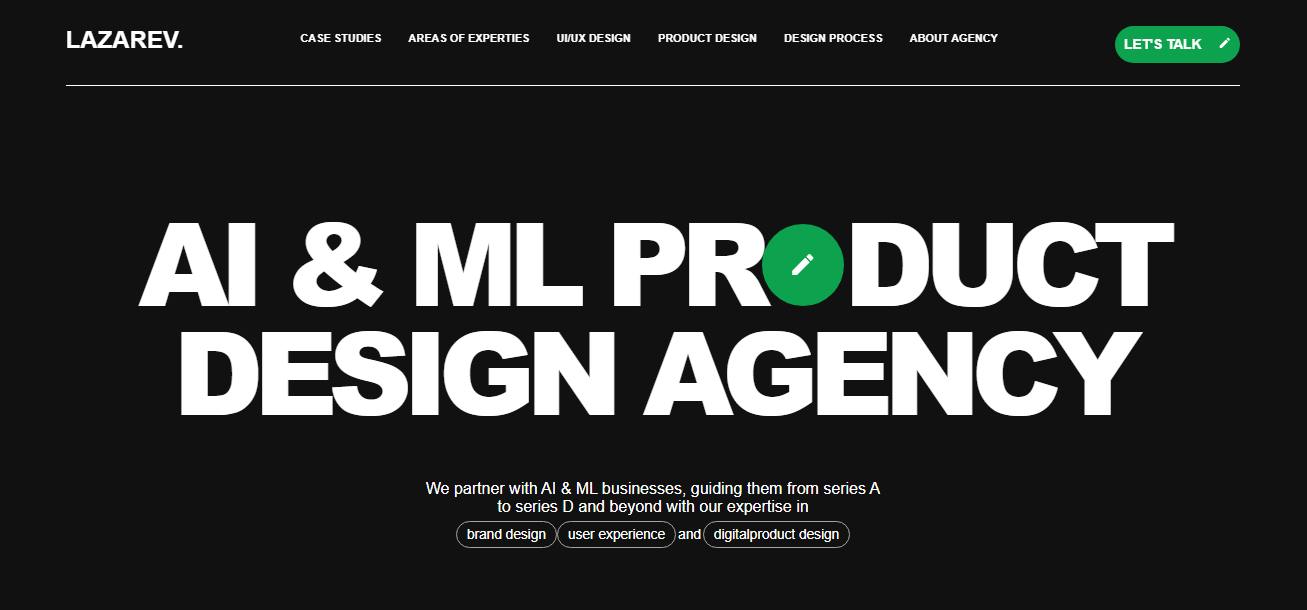 LAZAREV.
CASE STUDIES AREAS OF EXPERTIES UI/UX DESIGN PRODUCT DESIGN DESIGN PROCESS ABOUT AGENCY
LET'S TALK
AI & ML PR DUCT
DESIGN AGENCY
We partner with AI & ML businesses, guiding them from series A
to series D and beyond with our expertise in
brand design user experience and digitalproduct design